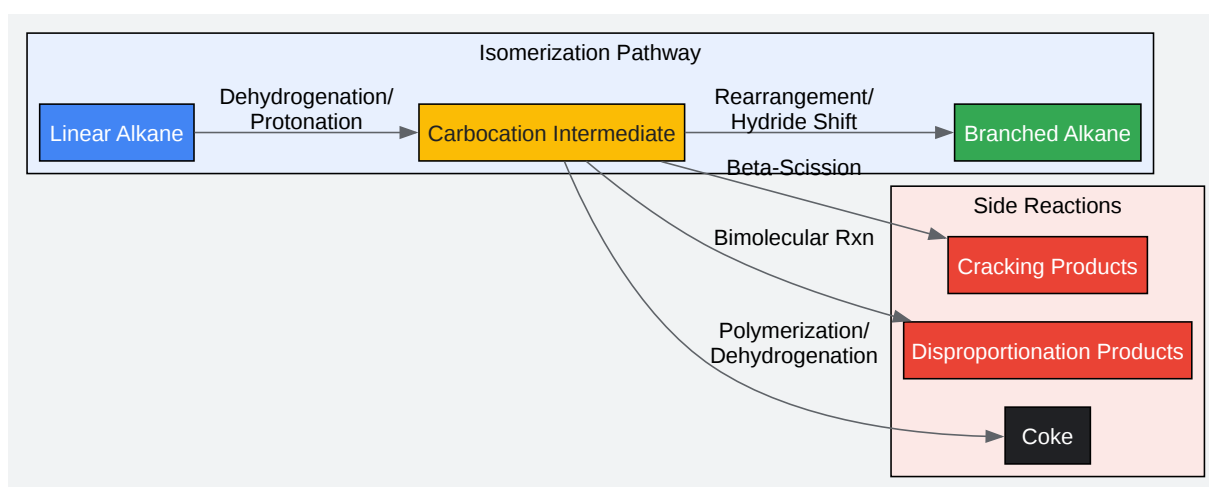 Isomerization Pathway
Linear Alkane
Dehydrogenation/
Protonation
Carbocation Intermediate
Rearrangement/
Hydride Shift
Branched Alkane
Beta-Scission
Side Reactions
Bimolecular Rxn
Cracking Products
Polymerization/
Dehydrogenation
Disproportionation Products
Coke